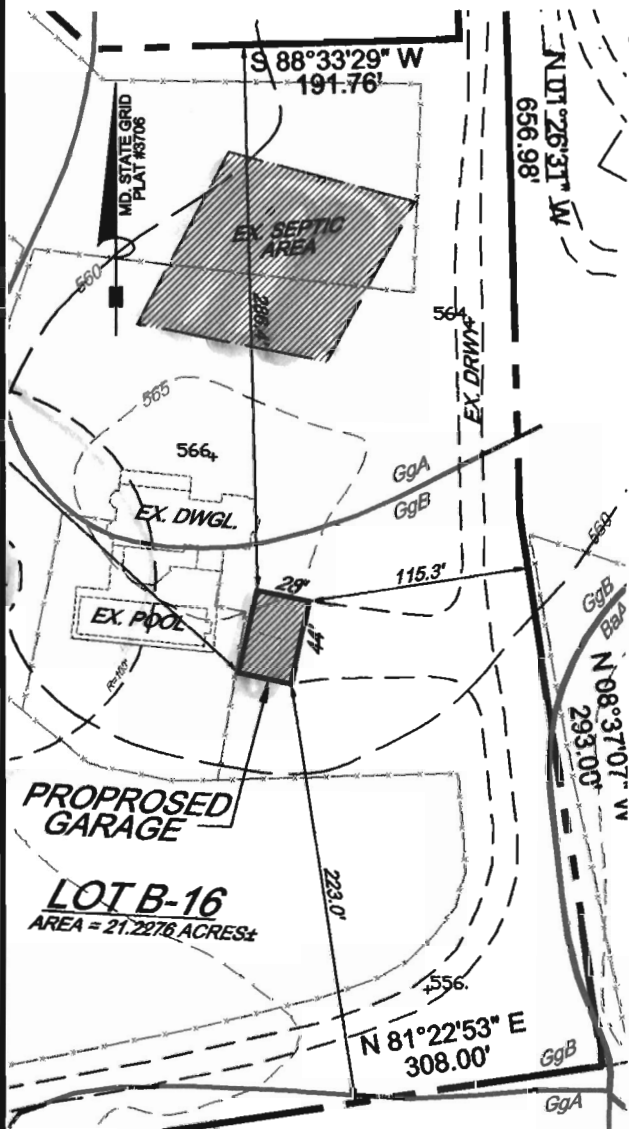 S 88°33'29" W
191.76'
N 01°26'31" W
656.98'
MD. STATE GRID
PLAT #3706
EX. SEPTIC
AREA
560
564
EX. DRWY
565
566
GgA
GgB
EX. DWGL.
560
115.3'
28'
44'
EX. POOL
R=100'
GgB
BaA
N 08°37'07" W
293.00'
PROPROSED
GARAGE
223.0'
LOT B-16
AREA = 21.2276 ACRES±
556.
N 81°22'53" E
308.00'
GgB
GgA